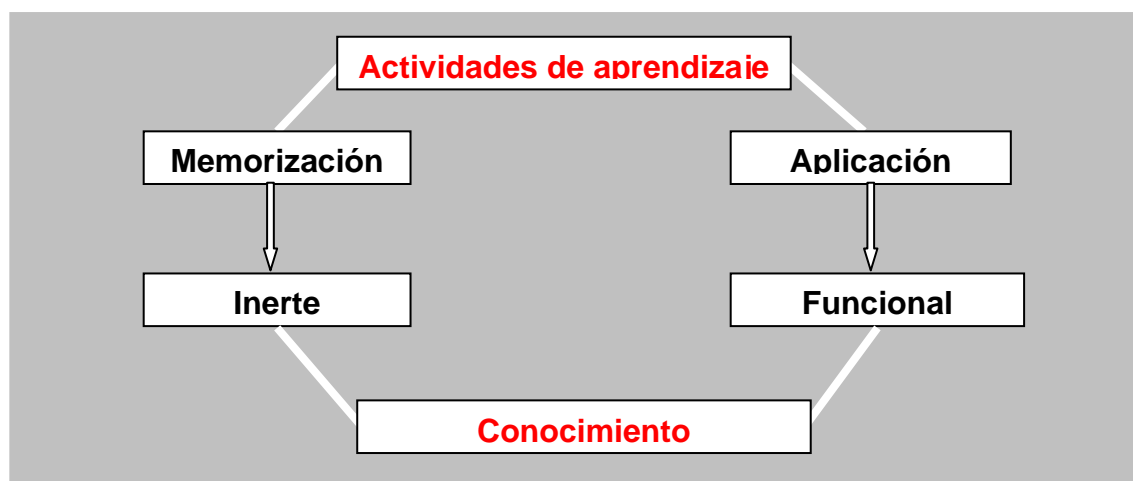 Actividades de aprendizaje
Memorización
Aplicación
Inerte
Funcional
Conocimiento